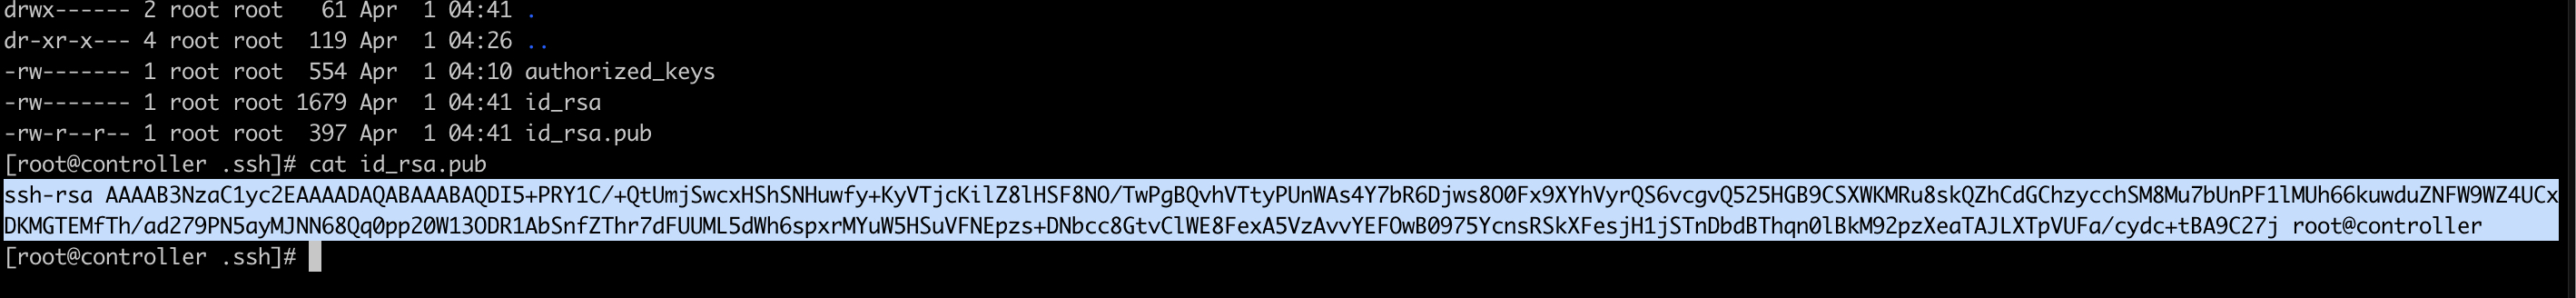 drwx------ 2 root root   61 Apr  1 04:41 .
dr-xr-x--- 4 root root  119 Apr  1 04:26 ..
-rw------- 1 root root  554 Apr  1 04:10 authorized_keys
-rw------- 1 root root 1679 Apr  1 04:41 id_rsa
-rw-r--r-- 1 root root  397 Apr  1 04:41 id_rsa.pub
[root@controller .ssh]# cat id_rsa.pub
ssh-rsa AAAAB3NzaC1yc2EAAAADAQABAAABAQDI5+PRY1C/+QtUmjSwcxHShSNHuwfy+KyVTjcKilZ8lHSF8NO/TwPgBQvhVTtyPUnWAs4Y7bR6Djws8O0Fx9XYhVyrQS6vcgvQ525HGB9CSXWKMRu8skQZhCdGChzycchSM8Mu7bUnPF1lMUh66kuwduZNFW9WZ4UCx
DKMGTEMfTh/ad279PN5ayMJNN68Qq0pp20W13ODR1AbSnfZThr7dFUUML5dWh6spxrMYuW5HSuVFNEpzs+DNbcc8GtvClWE8FexA5VzAvvYEFOwB0975YcnsRSkXFesjH1jSTnDbdBThqn0lBkM92pzXeaTAJLXTpVUFa/cydc+tBA9C27j root@controller
[root@controller .ssh]#